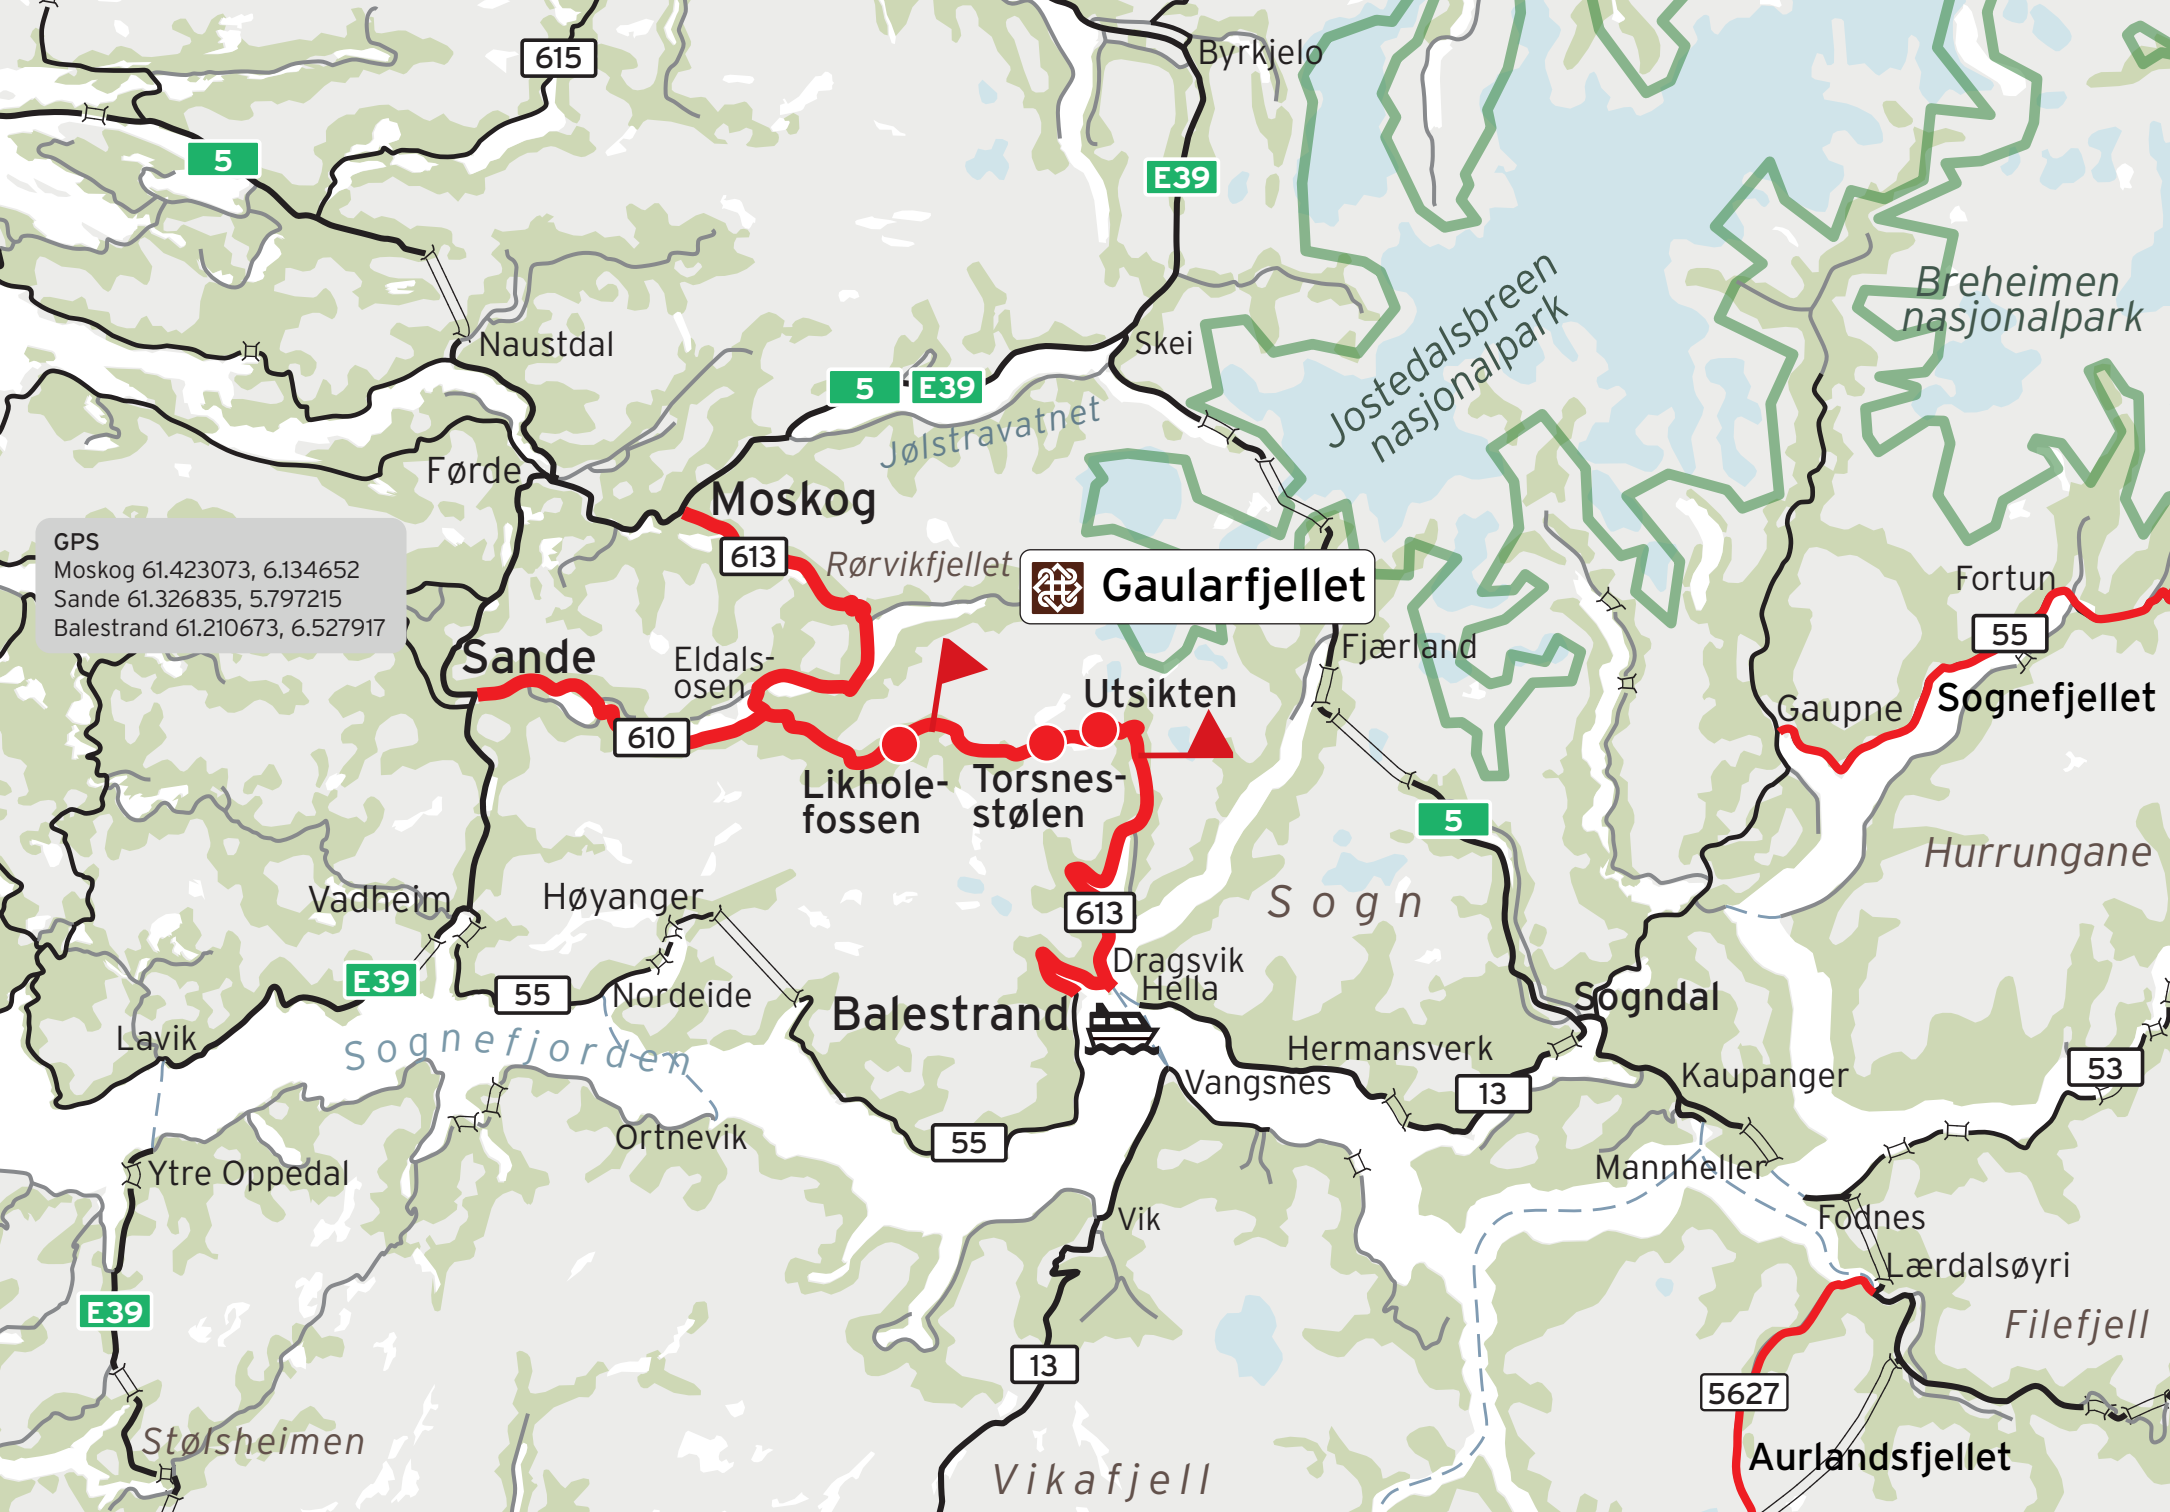 615
Byrkjelo
5
E39
Breheimen
nasjonalpark
Jostedalsbreen
nasjonalpark
Naustdal
Skei
5
E39
Jølstravatnet
Førde
Moskog
GPS
Moskog 61.423073, 6.134652
Sande 61.326835, 5.797215
Balestrand 61.210673, 6.527917
613
Rørvikfjellet
Gaularfjellet
Fortun
55
Fjærland
Sande
Eldals-
osen
Utsikten
Sognefjellet
Gaupne
610
Likhole-
fossen
Torsnes-
stølen
5
Hurrungane
Vadheim
Høyanger
613
Sogn
E39
55
Nordeide
Dragsvik
Hella
Balestrand
Sogndal
Lavik
Sognefjorden
Hermansverk
Vangsnes
13
Kaupanger
53
Ortnevik
55
Ytre Oppedal
Mannheller
Vik
Fodnes
Lærdalsøyri
E39
Filefjell
13
5627
Stølsheimen
Vikafjell
Aurlandsfjellet